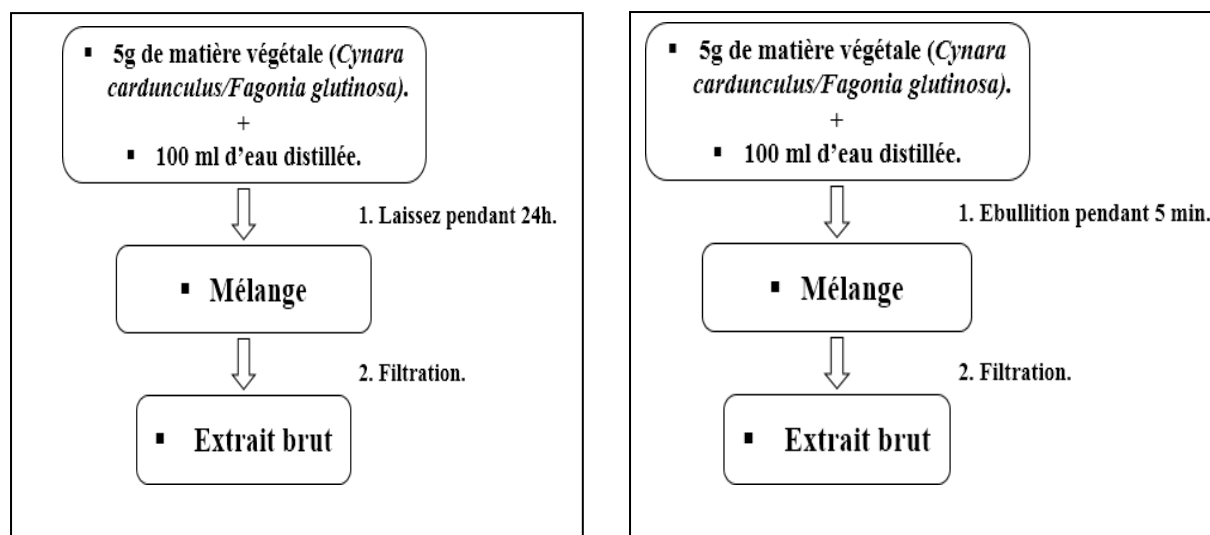 ▪ 5g de matière végétale (Cynara
cardunculus/Fagonia glutinosa).
+
▪ 100 ml d’eau distillée.
1. Laissez pendant 24h.
▪ Mélange
2. Filtration.
▪ Extrait brut
▪ 5g de matière végétale (Cynara
cardunculus/Fagonia glutinosa).
+
▪ 100 ml d’eau distillée.
1. Ebullition pendant 5 min.
▪ Mélange
2. Filtration.
▪ Extrait brut